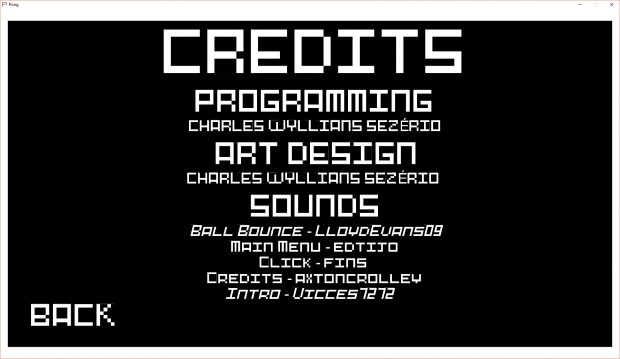 Pong
CREDITS
PROGRAMMING
CHARLES WYLLIANS SEZÉRIO
ART DESIGN
CHARLES WYLLIANS SEZÉRIO
SOUNDS
Ball Bounce - LloydEvans09
Main Menu - edtijo
Click - fins
Credits - axtoncrolley
Intro - Vicces7272
BACK